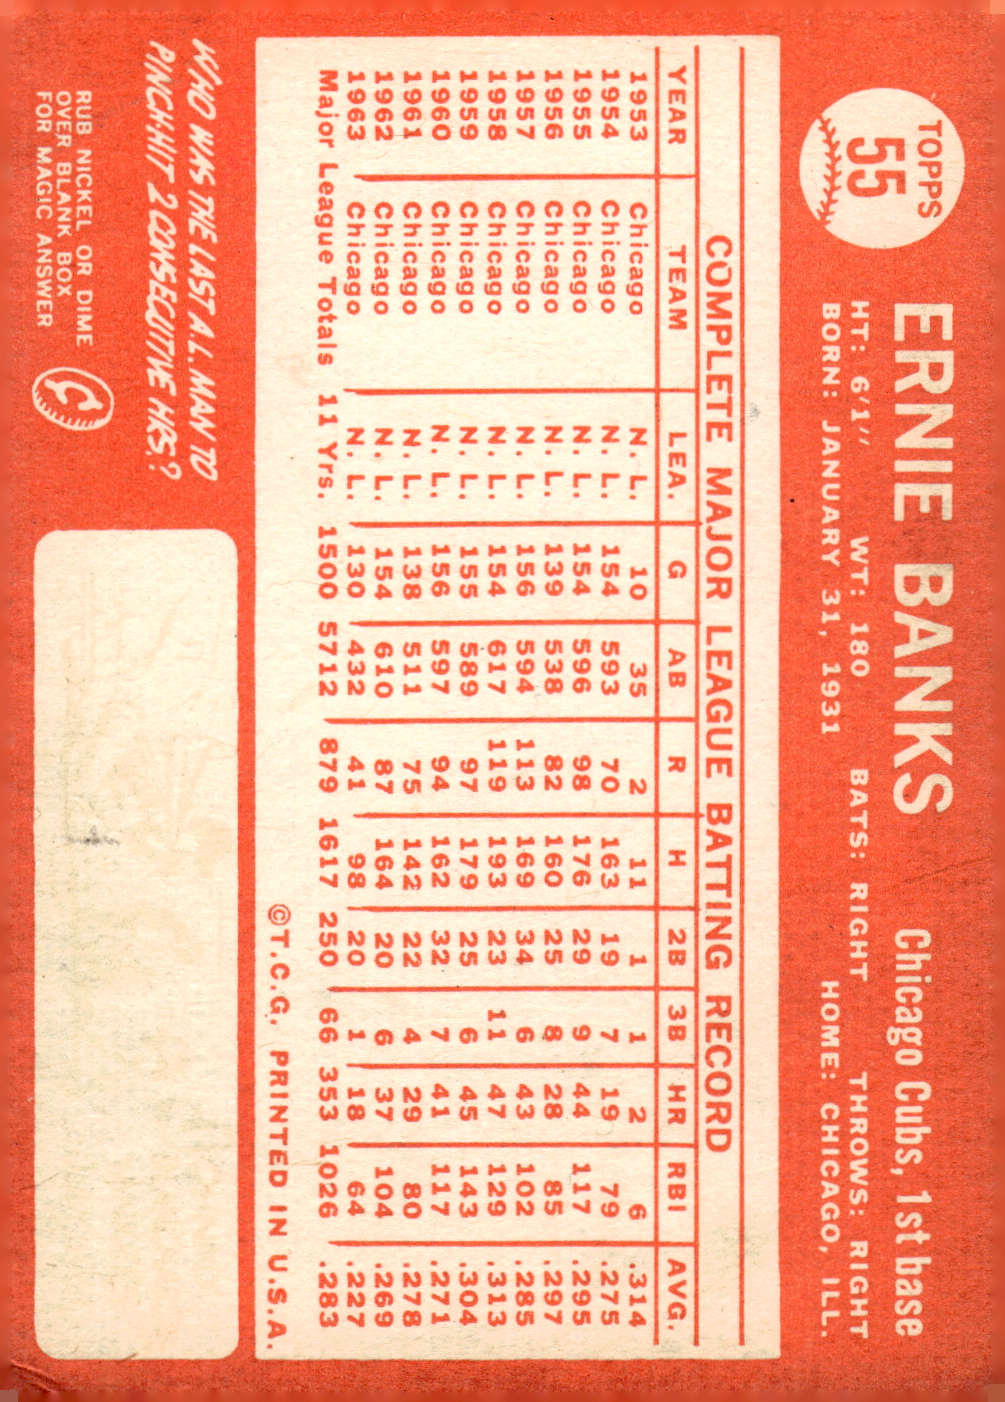 TOPPS
55
ERNIE BANKS Chicago Cubs, 1st base
HT: 6'1" WT: 180 BATS: RIGHT THROWS: RIGHT
BORN: JANUARY 31, 1931 HOME: CHICAGO, ILL.
COMPLETE MAJOR LEAGUE BATTING RECORD
YEAR TEAM LEA. G AB R H 2B 3B HR RBI AVG.
1953 Chicago N. L. 10 35 2 11 1 1 2 6 .314
1954 Chicago N. L. 154 593 70 163 19 7 19 79 .275
1955 Chicago N. L. 154 596 98 176 29 9 44 117 .295
1956 Chicago N. L. 139 538 82 160 25 8 28 85 .297
1957 Chicago N. L. 156 594 113 169 34 6 43 102 .285
1958 Chicago N. L. 154 617 119 193 23 11 47 129 .313
1959 Chicago N. L. 155 589 97 179 25 6 45 143 .304
1960 Chicago N. L. 156 597 94 162 32 7 41 117 .271
1961 Chicago N. L. 138 511 75 142 22 4 29 80 .278
1962 Chicago N. L. 154 610 87 164 20 6 37 104 .269
1963 Chicago N. L. 130 432 41 98 20 1 18 64 .227
Major League Totals 11 Yrs. 1500 5712 879 1617 250 66 353 1026 .283
©T.C.G. PRINTED IN U.S.A.
WHO WAS THE LAST A.L. MAN TO
PINCH-HIT 2 CONSECUTIVE HRS?
RUB NICKEL OR DIME
OVER BLANK BOX
FOR MAGIC ANSWER